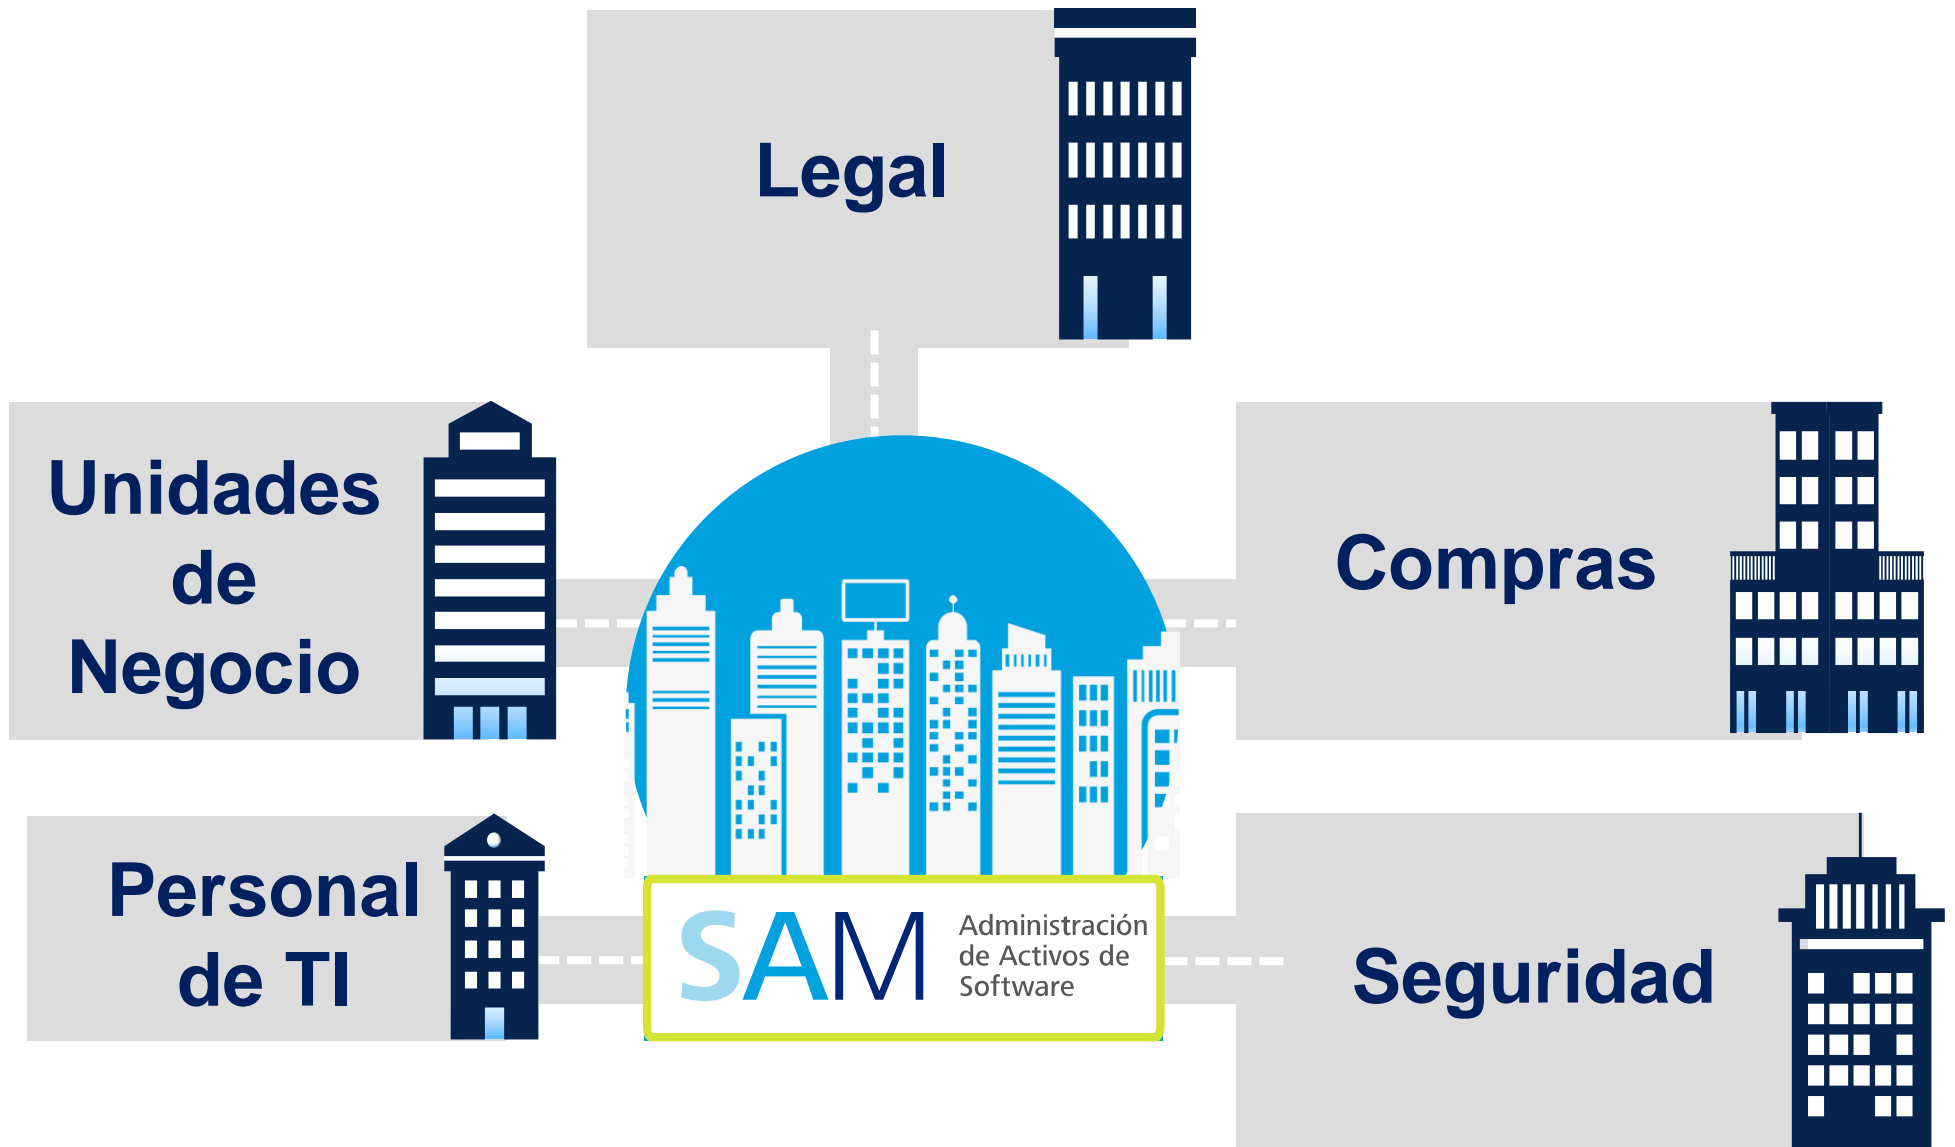 Legal
Unidades
de
Negocio
Compras
Personal
de TI
SAM
Administración
de Activos de
Software
Seguridad